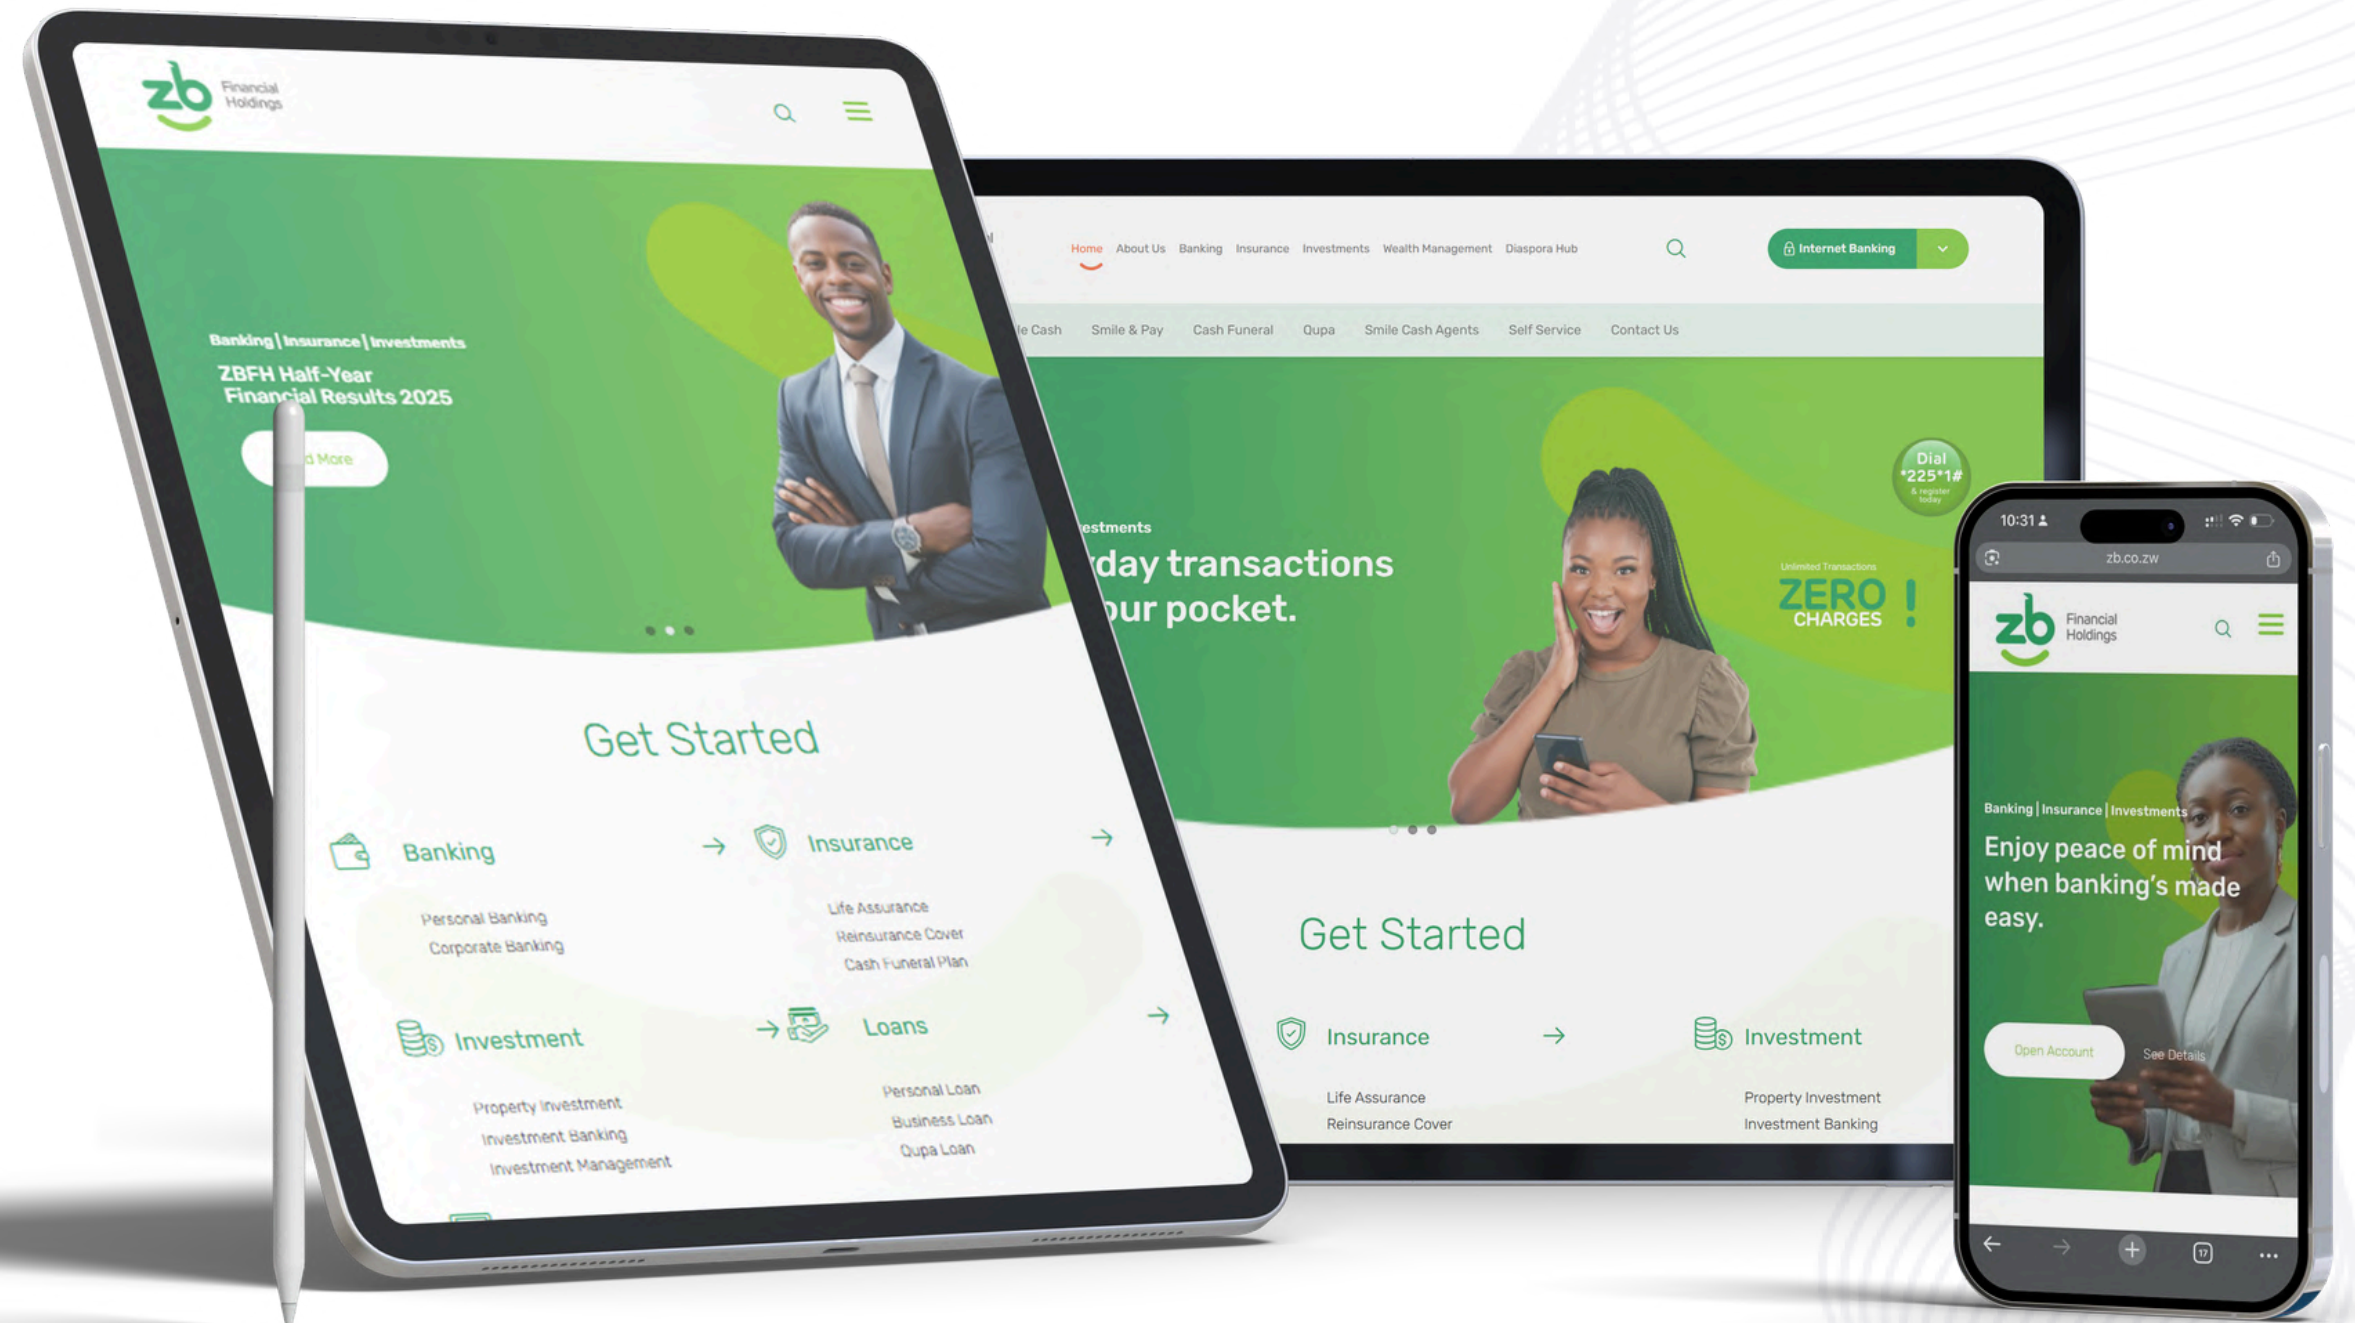 zb Financial
Holdings
Banking | Insurance | Investments
ZBFH Half-Year
Financial Results 2025
More
Get Started
Banking
Personal Banking
Corporate Banking
Insurance
Life Assurance
Reinsurance Cover
Cash Funeral Plan
Investment
Property Investment
Investment Banking
Investment Management
Loans
Personal Loan
Business Loan
Qupa Loan
Home About Us Banking Insurance Investments Wealth Management Diaspora Hub
Internet Banking
Cash Smile & Pay Cash Funeral Qupa Smile Cash Agents Self Service Contact Us
Dial
*225*1#
& register
today
transactions
pocket.
Unlimited Transactions
ZERO !
CHARGES
Get Started
Insurance
Life Assurance
Reinsurance Cover
Investment
Property Investment
Investment Banking
10:31
zb.co.zw
zb Financial
Holdings
Banking | Insurance | Investments
Enjoy peace of mind
when banking's made
easy.
Open Account See Details
17